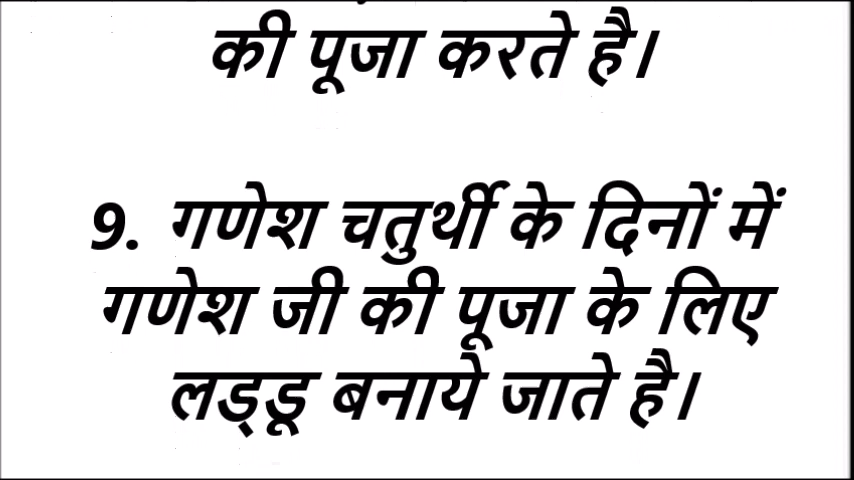 की पूजा करते है।
9. गणेश चतुर्थी के दिनों में
गणेश जी की पूजा के लिए
लड्डू बनाये जाते है।